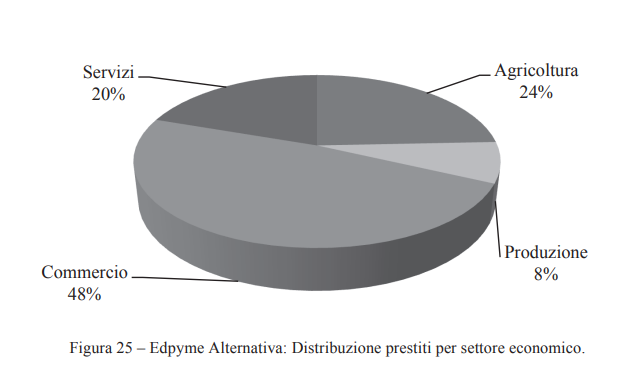 Servizi
20%
Agricoltura
24%
Produzione
8%
Commercio
48%
Figura 25 – Edpyme Alternativa: Distribuzione prestiti per settore economico.